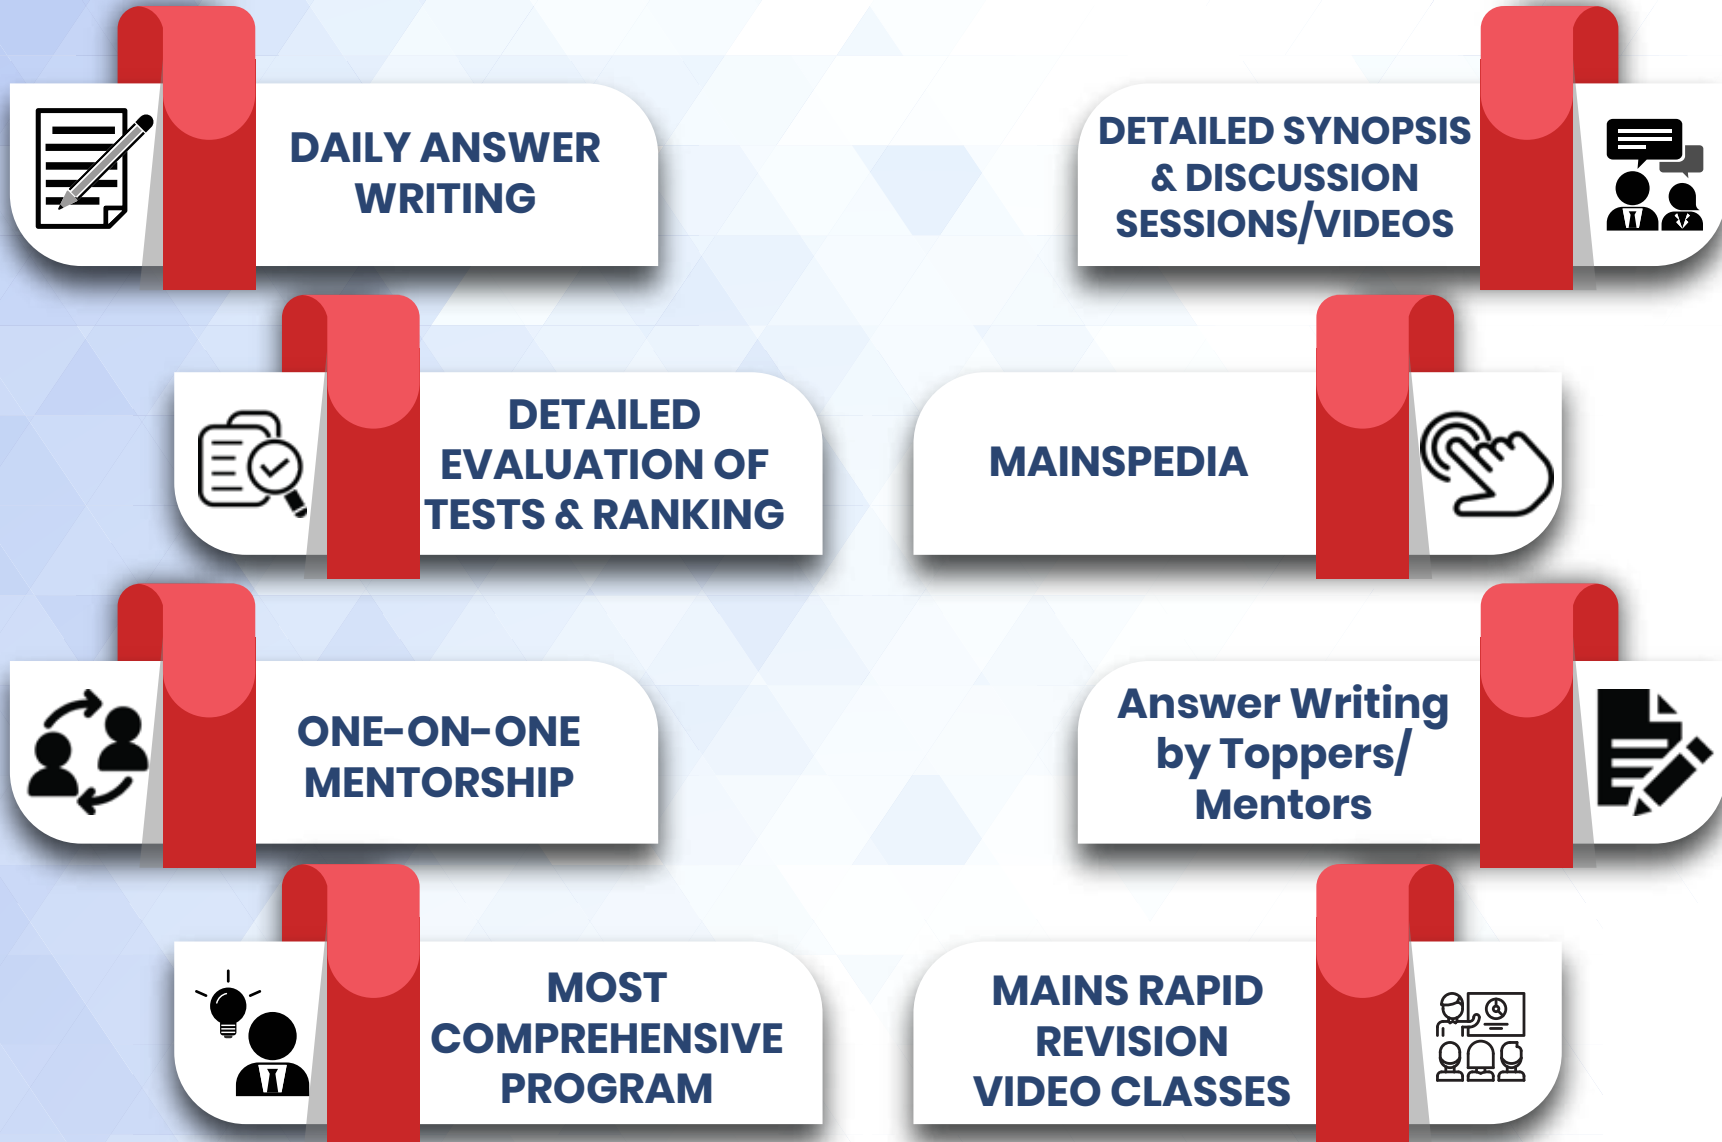 DAILY ANSWER
WRITING
DETAILED SYNOPSIS
& DISCUSSION
SESSIONS/VIDEOS
DETAILED
EVALUATION OF
TESTS & RANKING
MAINSPEDIA
ONE-ON-ONE
MENTORSHIP
Answer Writing
by Toppers/
Mentors
MOST
COMPREHENSIVE
PROGRAM
MAINS RAPID
REVISION
VIDEO CLASSES